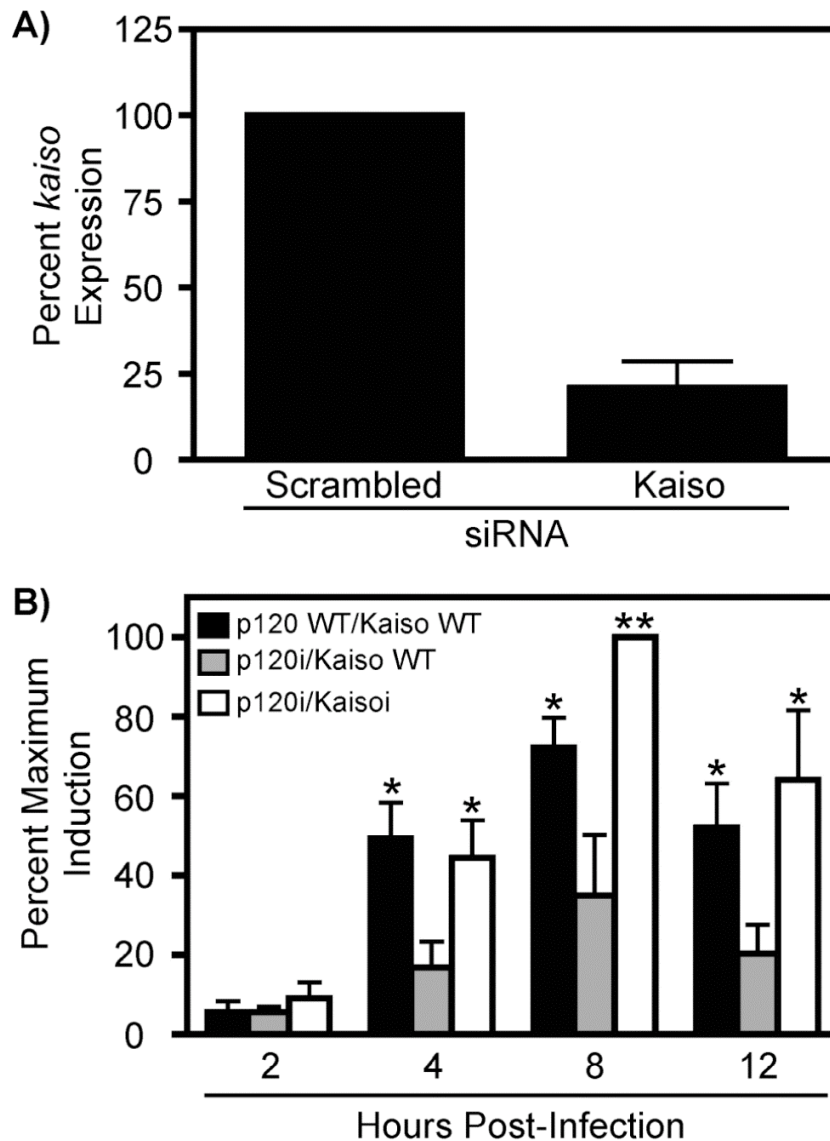 A)
Percent kaiso
Expression
125
100
75
50
25
0
Scrambled
Kaiso
siRNA
B)
Percent Maximum
Induction
100
80
60
40
20
0
p120 WT/Kaiso WT
p120i/Kaiso WT
p120i/Kaisoi
*
*
*
**
*
*
2
4
8
12
Hours Post-Infection